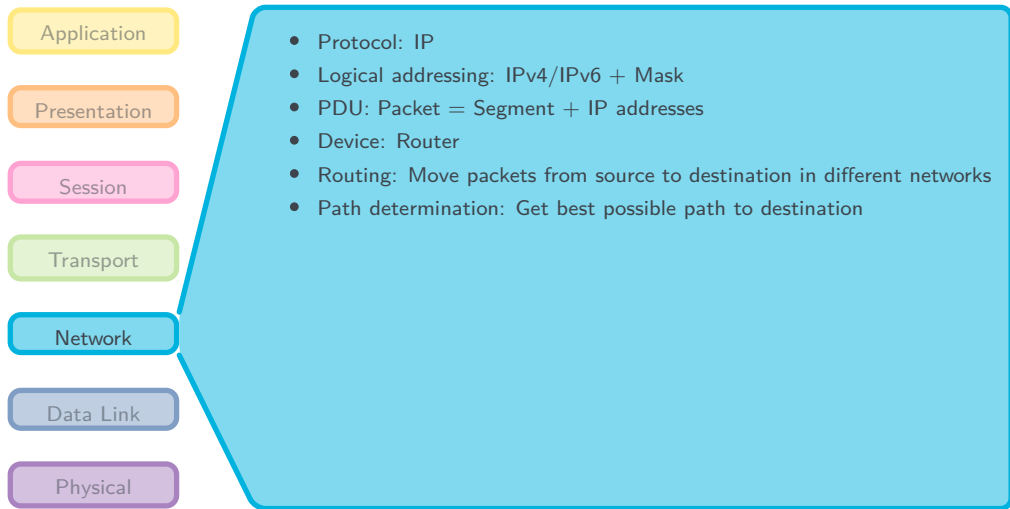 Application
Presentation
Session
Transport
Network
Data Link
Physical
• Protocol: IP
• Logical addressing: IPv4/IPv6 + Mask
• PDU: Packet = Segment + IP addresses
• Device: Router
• Routing: Move packets from source to destination in different networks
• Path determination: Get best possible path to destination